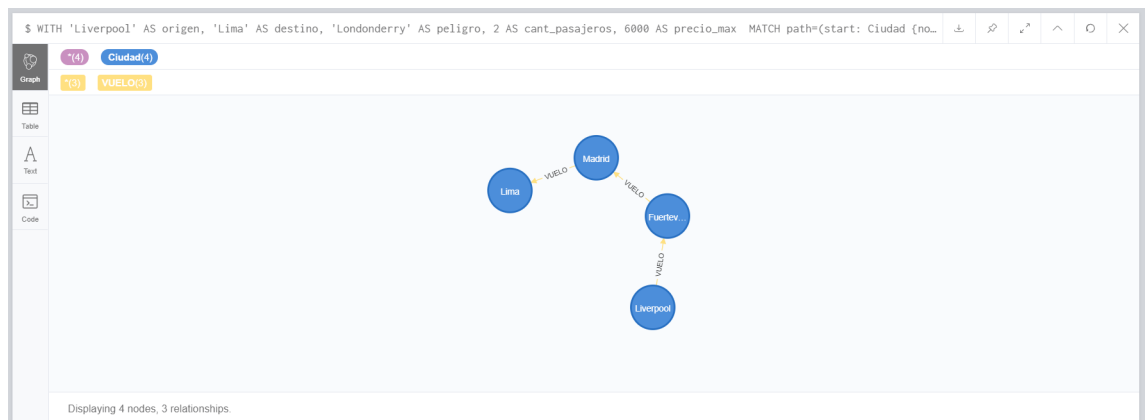 $ WITH 'Liverpool' AS origen, 'Lima' AS destino, 'Londonderry' AS peligro, 2 AS cant_pasajeros, 6000 AS precio_max  MATCH path=(start: Ciudad {no…
Graph
*(4) Ciudad(4)
*(3) VUELO(3)
Table
Text
Code
Madrid
VUELO
Lima
VUELO
Fuertev…
VUELO
Liverpool
Displaying 4 nodes, 3 relationships.